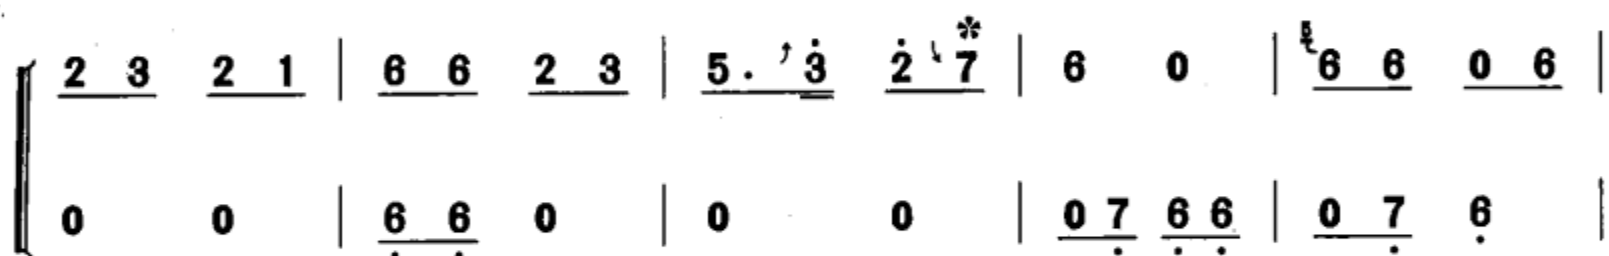 2 3 2 1 | 6 6 2 3 | 5. 3̇ 2̇ 7 | 6 0 | 6 6 0 6 |
0 0 | 6̣ 6̣ 0 | 0 0 | 0 7̣ 6̣ 6̣ | 0 7̣ 6̣ |